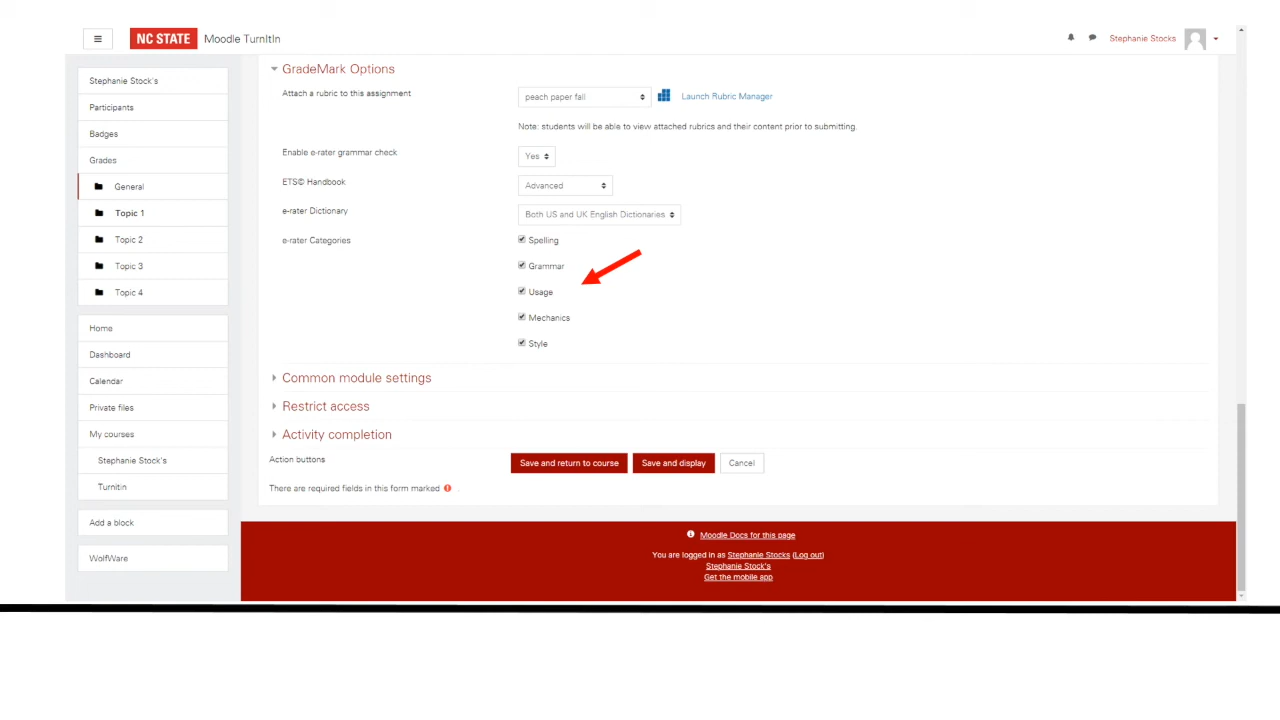 NC STATE Moodle TurnItIn
Stephanie Stocks
Stephanie Stock's
Participants
Badges
Grades
General
Topic 1
Topic 2
Topic 3
Topic 4
Home
Dashboard
Calendar
Private files
My courses
Stephanie Stock's
Turnitin
Add a block
WolfWare
GradeMark Options
Attach a rubric to this assignment
peach paper fail
Launch Rubric Manager
Note: students will be able to view attached rubrics and their content prior to submitting.
Enable e-rater grammar check
Yes
ETS© Handbook
Advanced
e-rater Dictionary
Both US and UK English Dictionaries
e-rater Categories
Spelling
Grammar
Usage
Mechanics
Style
Common module settings
Restrict access
Activity completion
Action buttons
Save and return to course
Save and display
Cancel
There are required fields in this form marked
Moodle Docs for this page
You are logged in as Stephanie Stocks (Log out)
Stephanie Stock's
Get the mobile app